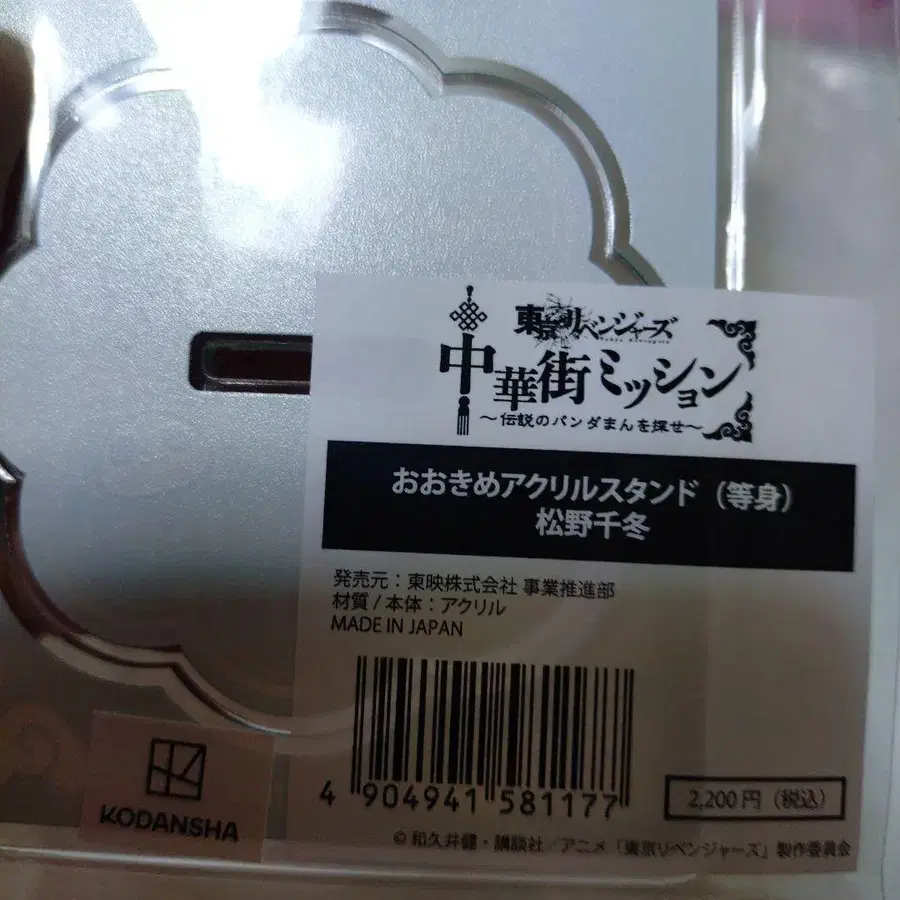 東京リベンジャーズ
中華街ミッション
～伝説のパンダまんを探せ～
おおきめアクリルスタンド（等身）
松野千冬
発売元：東映株式会社 事業推進部
材質/本体：アクリル
MADE IN JAPAN
4 904941 581177
2,200円（税込）
KODANSHA
© 和久井健・講談社／アニメ「東京リベンジャーズ」製作委員会